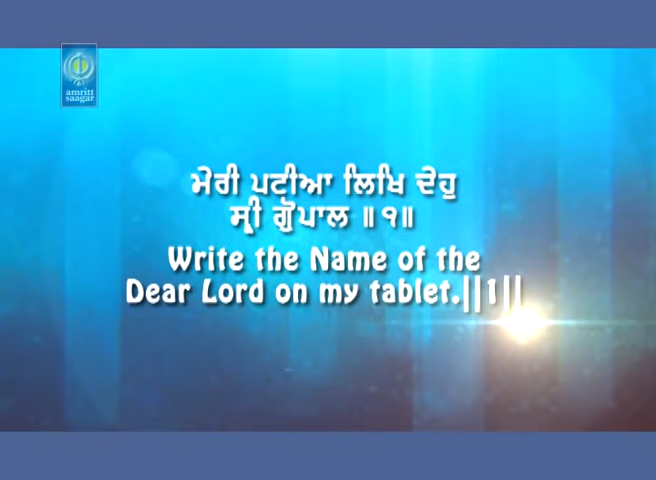 amritt
saagar
ਮੇਰੀ ਪਟੀਆ ਲਿਖਿ ਦੇਹੁ
ਸ੍ਰੀ ਗੋੁਪਾਲ ॥੧॥
Write the Name of the
Dear Lord on my tablet.||1||